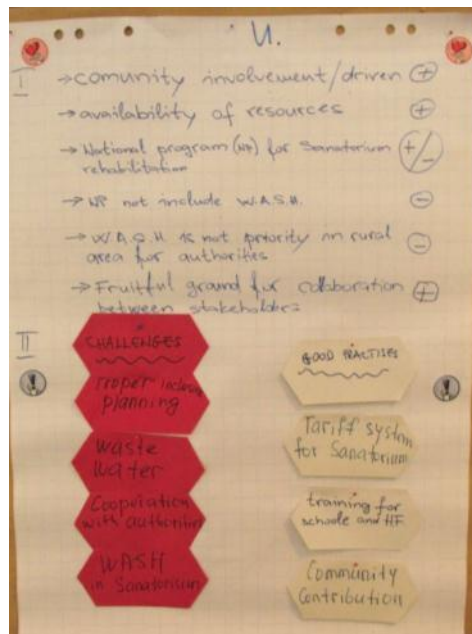 U.
I
→ comunity involvement/driven (+)
→ availability of resources (+)
→ National program (NP) for Sanatorium (+/-)
rehabilitation
→ NP not include W.A.S.H. (-)
→ W.A.S.H is not priority in rural (-)
area for authorities
→ Fruitful ground for collaboration (+)
between stakeholders
II
CHALLENGES
Proper inclusive
planning
Waste
Water
Cooperation
with authorities
WASH
in Sanatorium
GOOD PRACTISES
Tariff system
for Sanatorium
training for
schools and HF
Community
Contribution